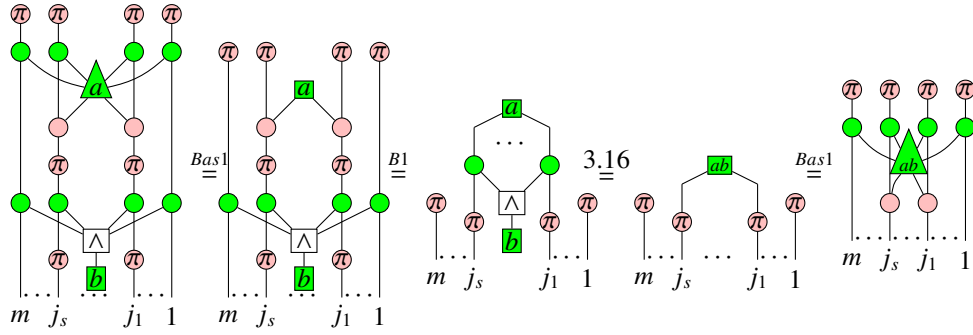 π π π π
a
π π
∧
π π
b
··· ··· ···
m j_s j_1 1
Bas1
=
π π π π
a
π π
∧
π π
b
··· ··· ···
m j_s j_1 1
B1
=
a
···
∧
π π
π π
b
··· ···
m j_s j_1 1
3.16
=
ab
π π
π π
··· ··· ···
m j_s j_1 1
Bas1
=
π π π π
ab
··· ··· ···
m j_s j_1 1